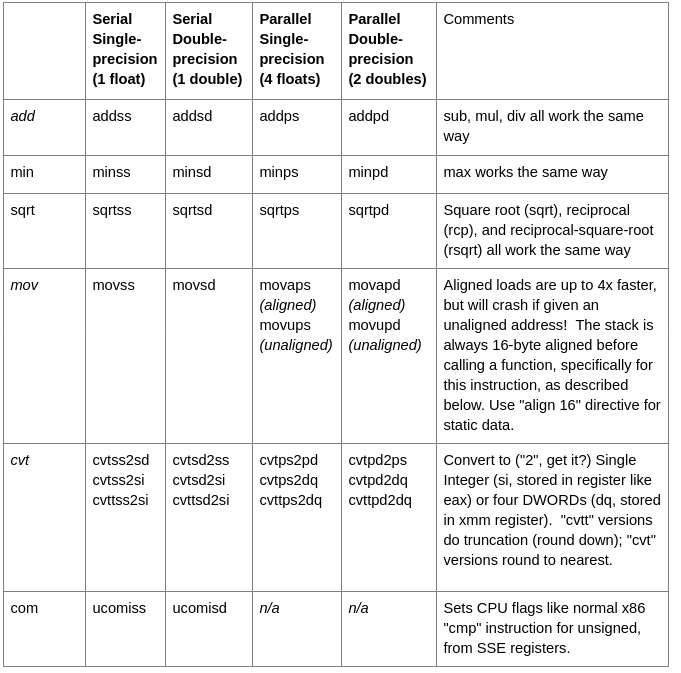 Serial Single-precision (1 float)
Serial Double-precision (1 double)
Parallel Single-precision (4 floats)
Parallel Double-precision (2 doubles)
Comments
add
addss
addsd
addps
addpd
sub, mul, div all work the same
way
min
minss
minsd
minps
minpd
max works the same way
sqrt
sqrtss
sqrtsd
sqrtps
sqrtpd
Square root (sqrt), reciprocal
(rcp), and reciprocal-square-root
(rsqrt) all work the same way
mov
movss
movsd
movaps
(aligned)
movups
(unaligned)
movapd
(aligned)
movupd
(unaligned)
Aligned loads are up to 4x faster,
but will crash if given an
unaligned address!  The stack is
always 16-byte aligned before
calling a function, specifically for
this instruction, as described
below. Use "align 16" directive for
static data.
cvt
cvtss2sd
cvtss2si
cvttss2si
cvtsd2ss
cvtsd2si
cvttsd2si
cvtps2pd
cvtps2dq
cvttps2dq
cvtpd2ps
cvtpd2dq
cvttpd2dq
Convert to ("2", get it?) Single
Integer (si, stored in register like
eax) or four DWORDs (dq, stored
in xmm register).  "cvtt" versions
do truncation (round down); "cvt"
versions round to nearest.
com
ucomiss
ucomisd
n/a
n/a
Sets CPU flags like normal x86
"cmp" instruction for unsigned,
from SSE registers.